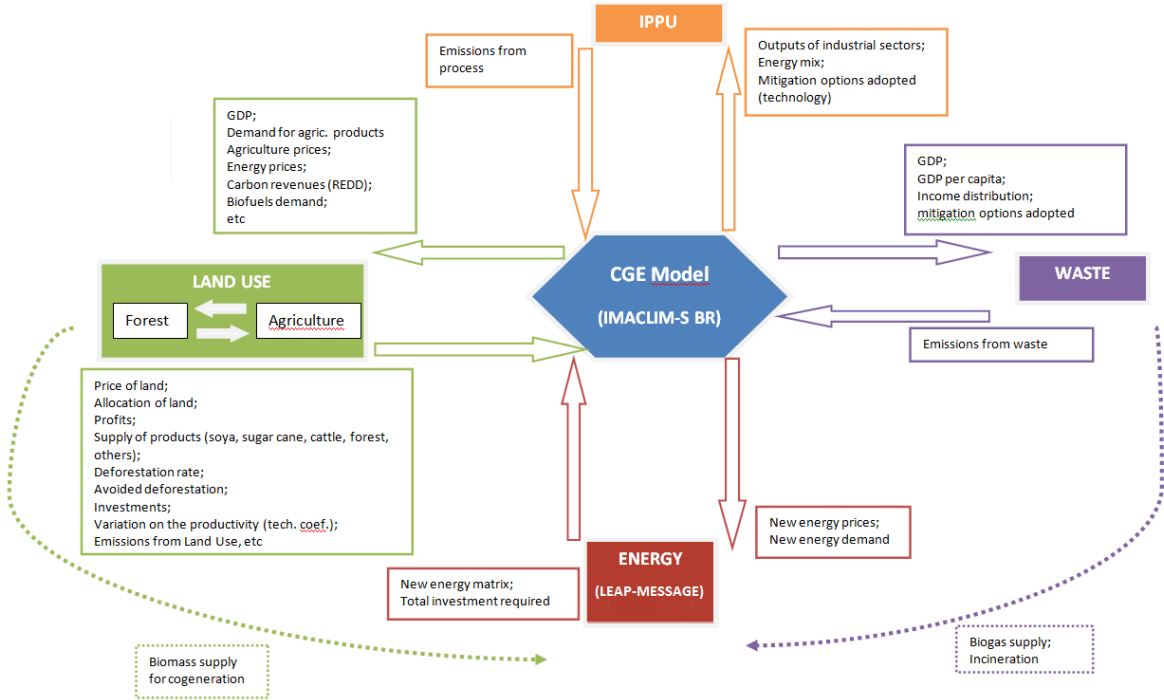 IPPU
Emissions from
process
Outputs of industrial sectors;
Energy mix;
Mitigation options adopted
(technology)
GDP;
Demand for agric. products
Agriculture prices;
Energy prices;
Carbon revenues (REDD);
Biofuels demand;
etc
GDP;
GDP per capita;
Income distribution;
mitigation options adopted
CGE Model
(IMACLIM-S BR)
LAND USE
Forest
Agriculture
WASTE
Emissions from waste
Price of land;
Allocation of land;
Profits;
Supply of products (soya, sugar cane, cattle, forest,
others);
Deforestation rate;
Avoided deforestation;
Investments;
Variation on the productivity (tech. coef.);
Emissions from Land Use, etc
New energy prices;
New energy demand
ENERGY
(LEAP-MESSAGE)
New energy matrix;
Total investment required
Biomass supply
for cogeneration
Biogas supply;
Incineration